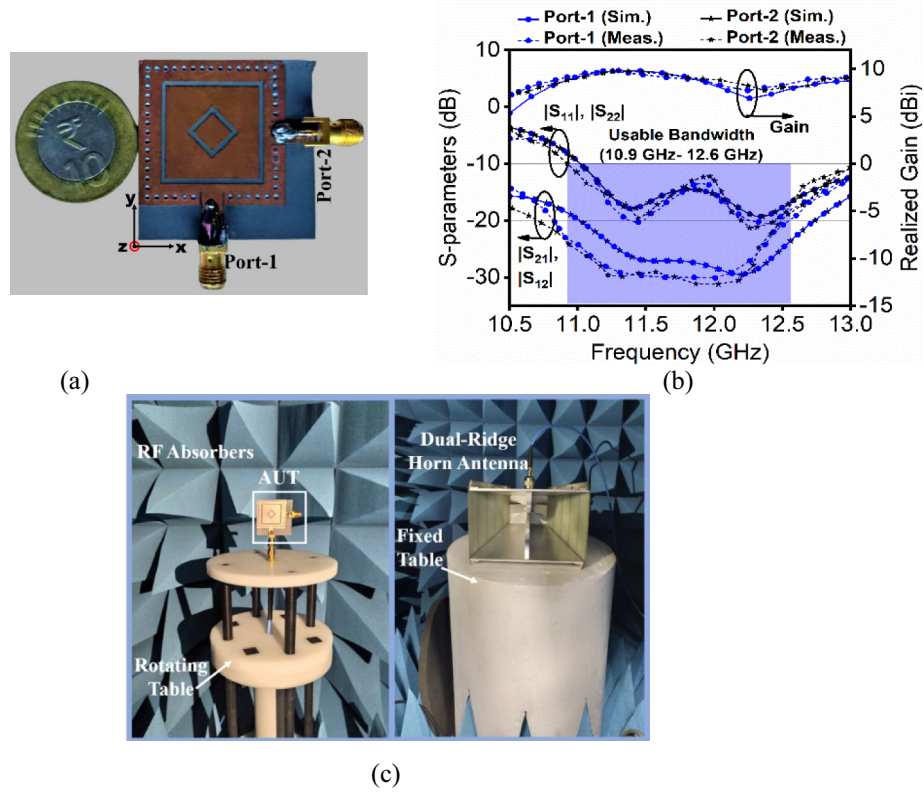 Port-2
y
z
x
Port-1
(a)
Port-1 (Sim.)
Port-2 (Sim.)
Port-1 (Meas.)
Port-2 (Meas.)
10
10
0
5
-10
0
-20
-5
-30
-10
-15
S-parameters (dB)
Realized Gain (dBi)
|S11|, |S22|
Gain
Usable Bandwidth
(10.9 GHz- 12.6 GHz)
|S21|,
|S12|
10.5 11.0 11.5 12.0 12.5 13.0
Frequency (GHz)
(b)
RF Absorbers
AUT
Rotating
Table
Dual-Ridge
Horn Antenna
Fixed
Table
(c)